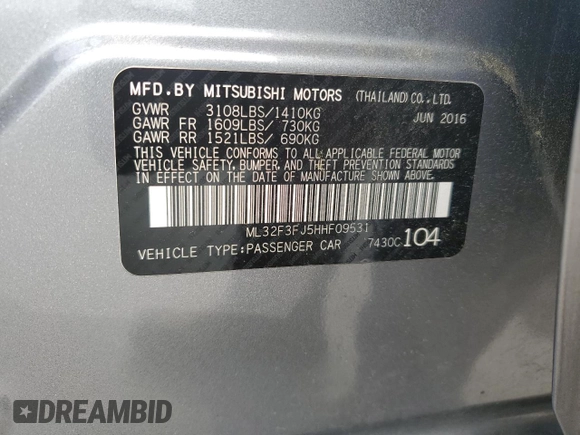 MFD.BY MITSUBISHI MOTORS (THAILAND) CO.,LTD.
GVWR 3108LBS/1410KG JUN 2016
GAWR FR 1609LBS/ 730KG
GAWR RR 1521LBS/ 690KG
THIS VEHICLE CONFORMS TO ALL APPLICABLE FEDERAL MOTOR
VEHICLE SAFETY, BUMPER, AND THEFT PREVENTION STANDARDS
IN EFFECT ON THE DATE OF MANUFACTURE SHOWN ABOVE.
ML32F3FJ5HHF09531
VEHICLE TYPE:PASSENGER CAR 7430C 104
DREAMBID